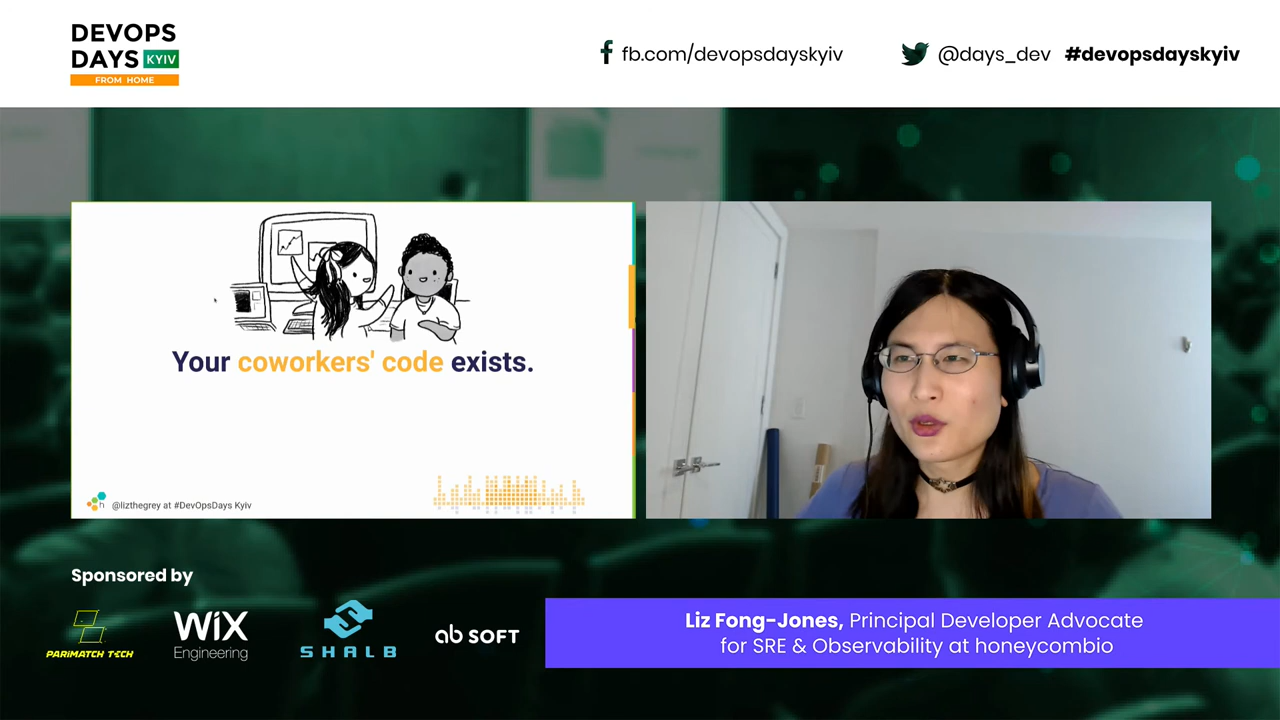 DEVOPS
DAYS KYIV
FROM HOME
fb.com/devopsdayskyiv
@days_dev #devopsdayskyiv
Your coworkers' code exists.
h @lizthegrey at #DevOpsDays Kyiv
Sponsored by
PARIMATCH TECH
WiX
Engineering
SHALB
ab SOFT
Liz Fong-Jones, Principal Developer Advocate
for SRE & Observability at honeycombio